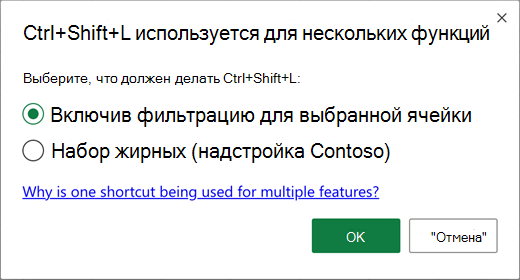 Ctrl+Shift+L используется для нескольких функций
Выберите, что должен делать Ctrl+Shift+L:
Включив фильтрацию для выбранной ячейки
Набор жирных (надстройка Contoso)
Why is one shortcut being used for multiple features?
OK
"Отмена"